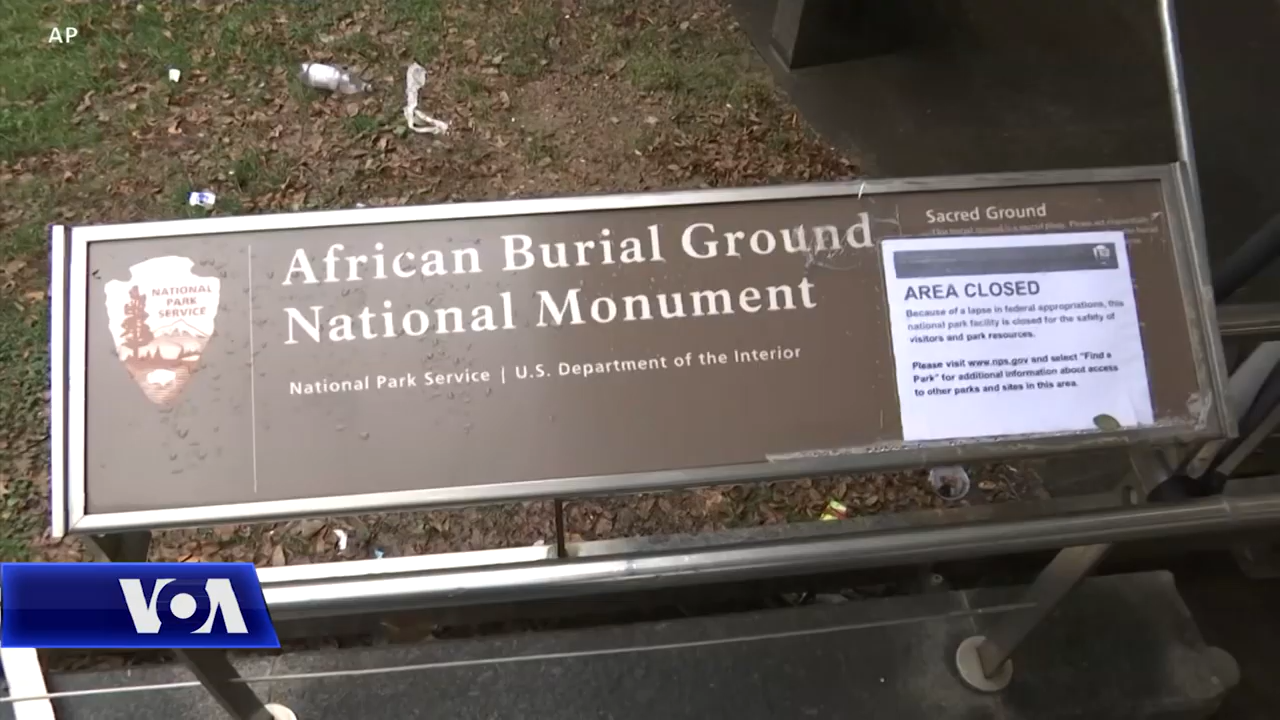 AP
NATIONAL
PARK
SERVICE
African Burial Ground
National Monument
National Park Service | U.S. Department of the Interior
Sacred Ground
AREA CLOSED
Because of a lapse in federal appropriations, this
national park facility is closed for the safety of
visitors and park resources.
Please visit www.nps.gov and select "Find a
Park" for additional information about access
to other parks and sites in this area.
VOA